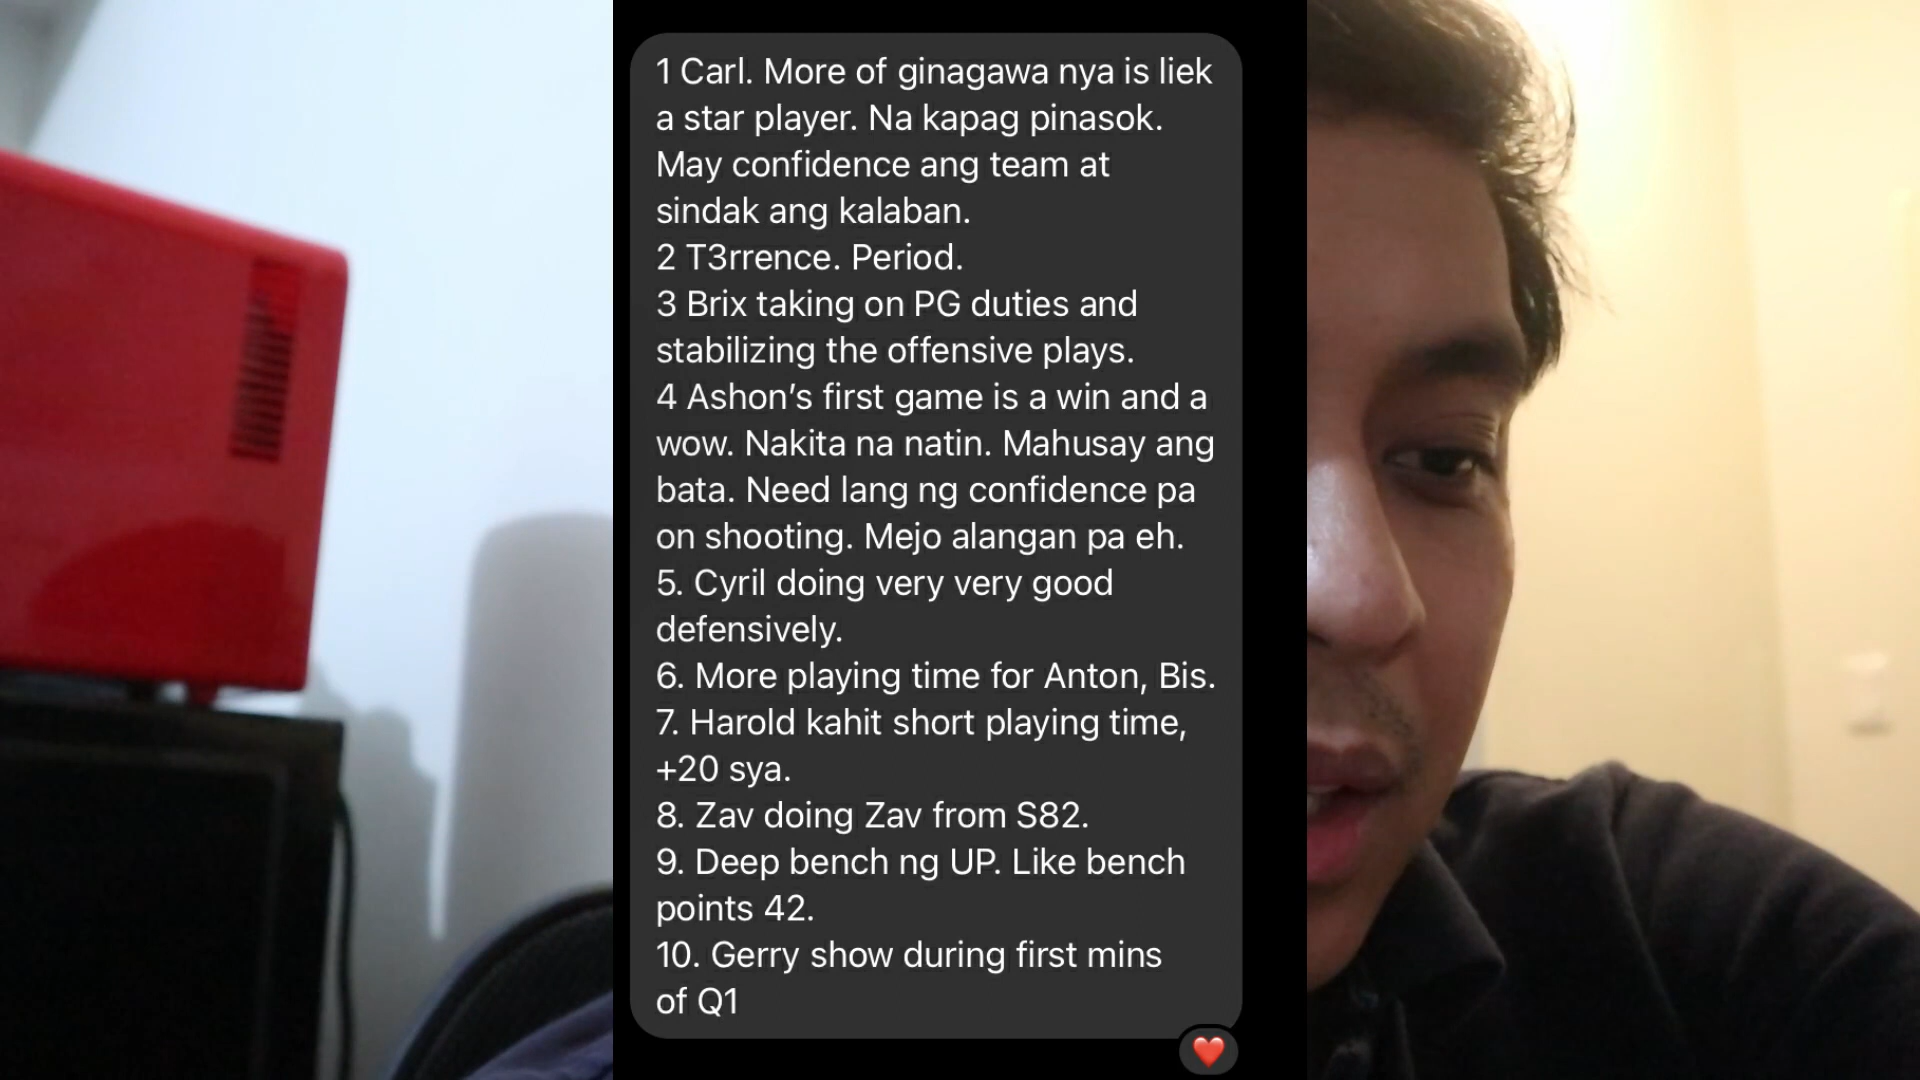 1 Carl. More of ginagawa nya is liek
a star player. Na kapag pinasok.
May confidence ang team at
sindak ang kalaban.
2 T3rrence. Period.
3 Brix taking on PG duties and
stabilizing the offensive plays.
4 Ashon’s first game is a win and a
wow. Nakita na natin. Mahusay ang
bata. Need lang ng confidence pa
on shooting. Mejo alangan pa eh.
5. Cyril doing very very good
defensively.
6. More playing time for Anton, Bis.
7. Harold kahit short playing time,
+20 sya.
8. Zav doing Zav from S82.
9. Deep bench ng UP. Like bench
points 42.
10. Gerry show during first mins
of Q1